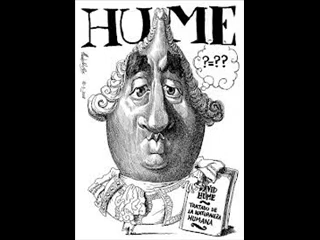 HUME
?=??
DAVID
HUME
TRATADO DE
LA NATURALEZA
HUMANA